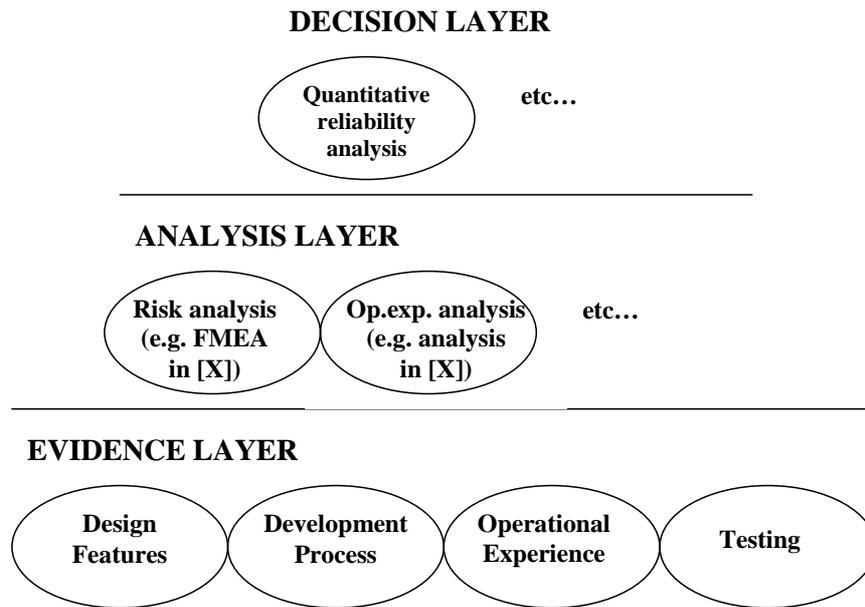 DECISION LAYER
Quantitative
reliability
analysis
etc…
ANALYSIS LAYER
Risk analysis
(e.g. FMEA
in [X])
Op.exp. analysis
(e.g. analysis
in [X])
etc…
EVIDENCE LAYER
Design
Features
Development
Process
Operational
Experience
Testing